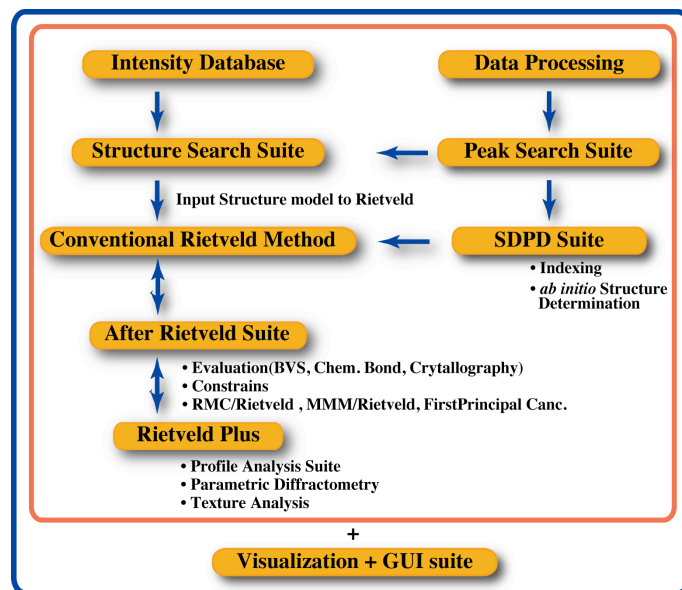 Intensity Database
Data Processing
Structure Search Suite
Peak Search Suite
Input Structure model to Rietveld
Conventional Rietveld Method
SDPD Suite
• Indexing
• ab initio Structure
Determination
After Rietveld Suite
• Evaluation(BVS, Chem. Bond, Crytallography)
• Constrains
• RMC/Rietveld , MMM/Rietveld, FirstPrincipal Canc.
Rietveld Plus
• Profile Analysis Suite
• Parametric Diffractometry
• Texture Analysis
+
Visualization + GUI suite